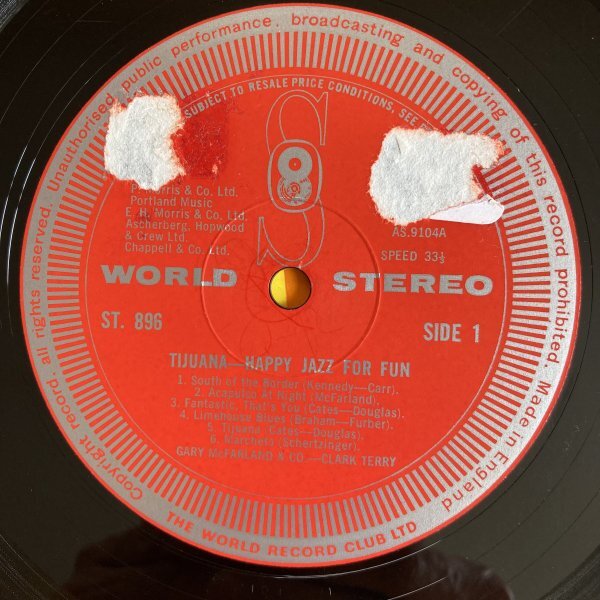 Copyright record. all rights reserved. Unauthorised public performance. broadcasting and copying of this record prohibited Made in England
SUBJECT TO RESALE PRICE CONDITIONS, SEE
Morris & Co. Ltd.
Portland Music
E. H. Morris & Co. Ltd.
Ascherberg, Hopwood
& Crew Ltd.
Chappell & Co. Ltd.
AS.9104A
SPEED 33⅓
WORLD STEREO
ST. 896
SIDE 1
TIJUANA—HAPPY JAZZ FOR FUN
1. South of the Border (Kennedy—Carr).
2. Acapulco At Night (McFarland).
3. Fantastic, That's You (Cates—Douglas).
4. Limehouse Blues (Braham—Furber).
5. Tijuana (Cates—Douglas).
6. Marcheta (Schertzinger).
GARY McFARLAND & CO.—CLARK TERRY
THE WORLD RECORD CLUB LTD